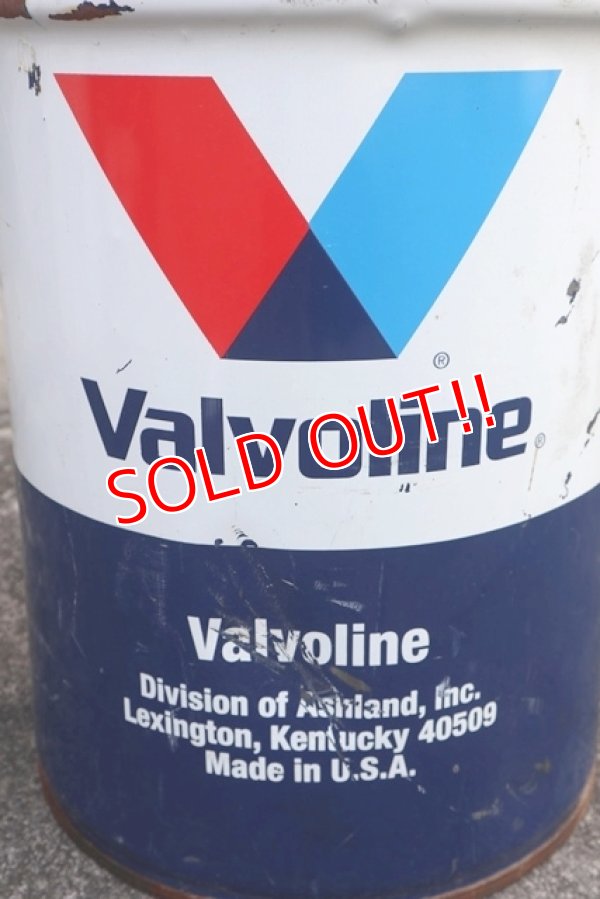 ®
Valvoline®
SOLD OUT!!
Valvoline
Division of Ashland, Inc.
Lexington, Kentucky 40509
Made in U.S.A.